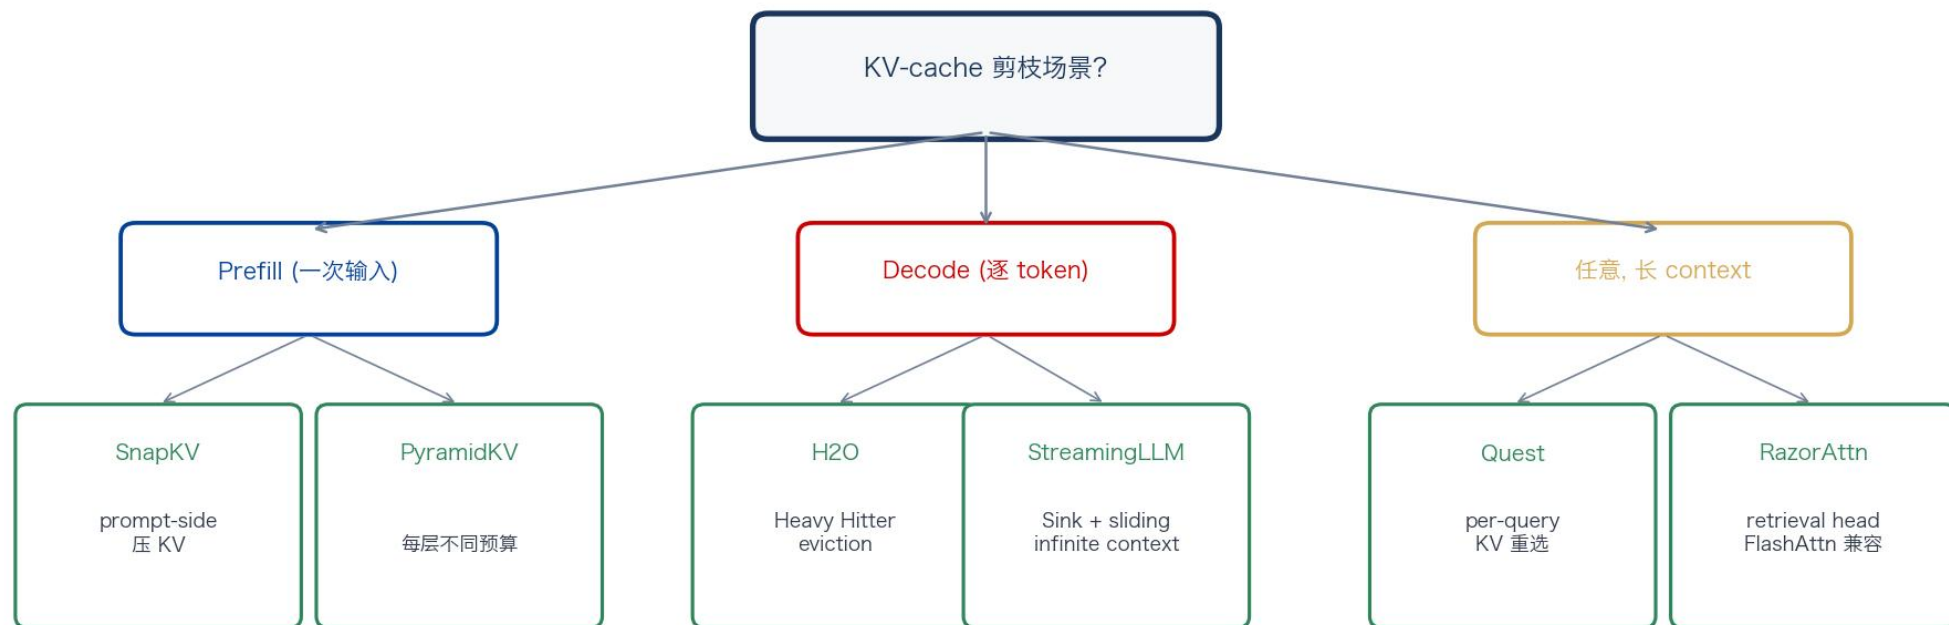 KV-cache 剪枝场景?
Prefill (一次输入)
Decode (逐 token)
任意, 长 context
SnapKV
prompt-side
压 KV
PyramidKV
每层不同预算
H2O
Heavy Hitter
eviction
StreamingLLM
Sink + sliding
infinite context
Quest
per-query
KV 重选
RazorAttn
retrieval head
FlashAttn 兼容